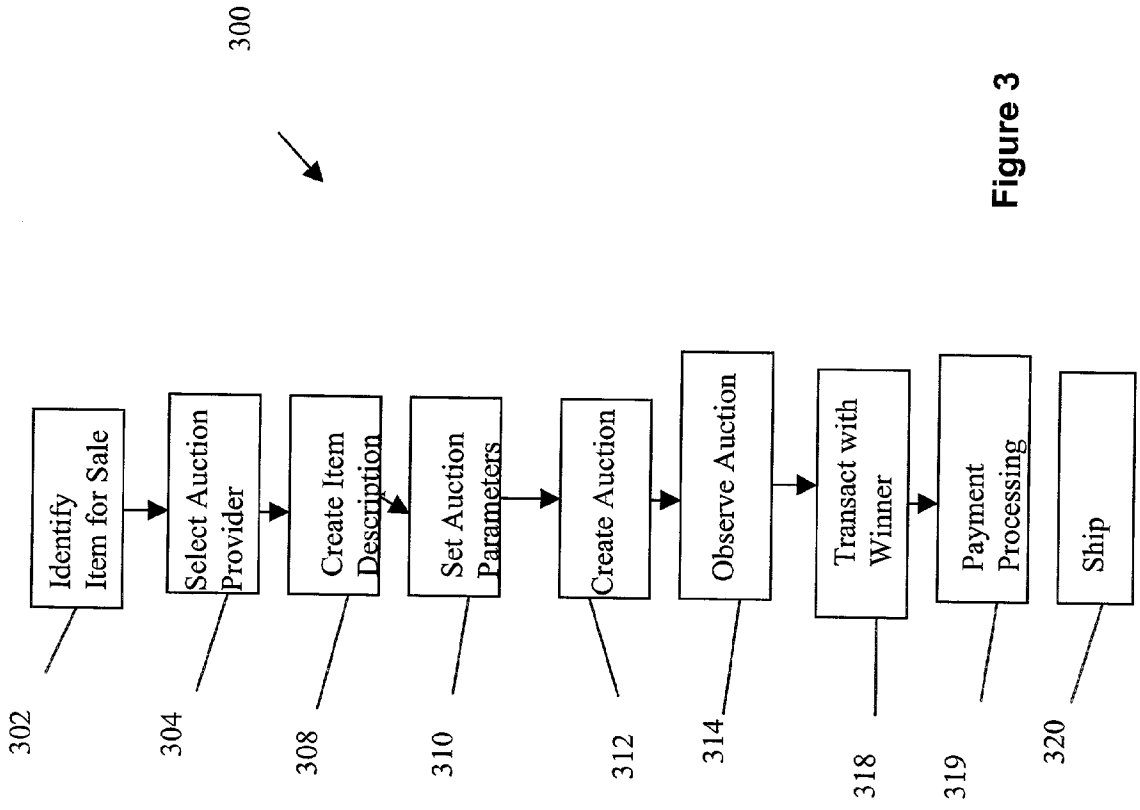 300
302
Identify
Item for Sale
304
Select Auction
Provider
308
Create Item
Description
310
Set Auction
Parameters
312
Create Auction
314
Observe Auction
318
Transact with
Winner
319
Payment
Processing
320
Ship
Figure 3